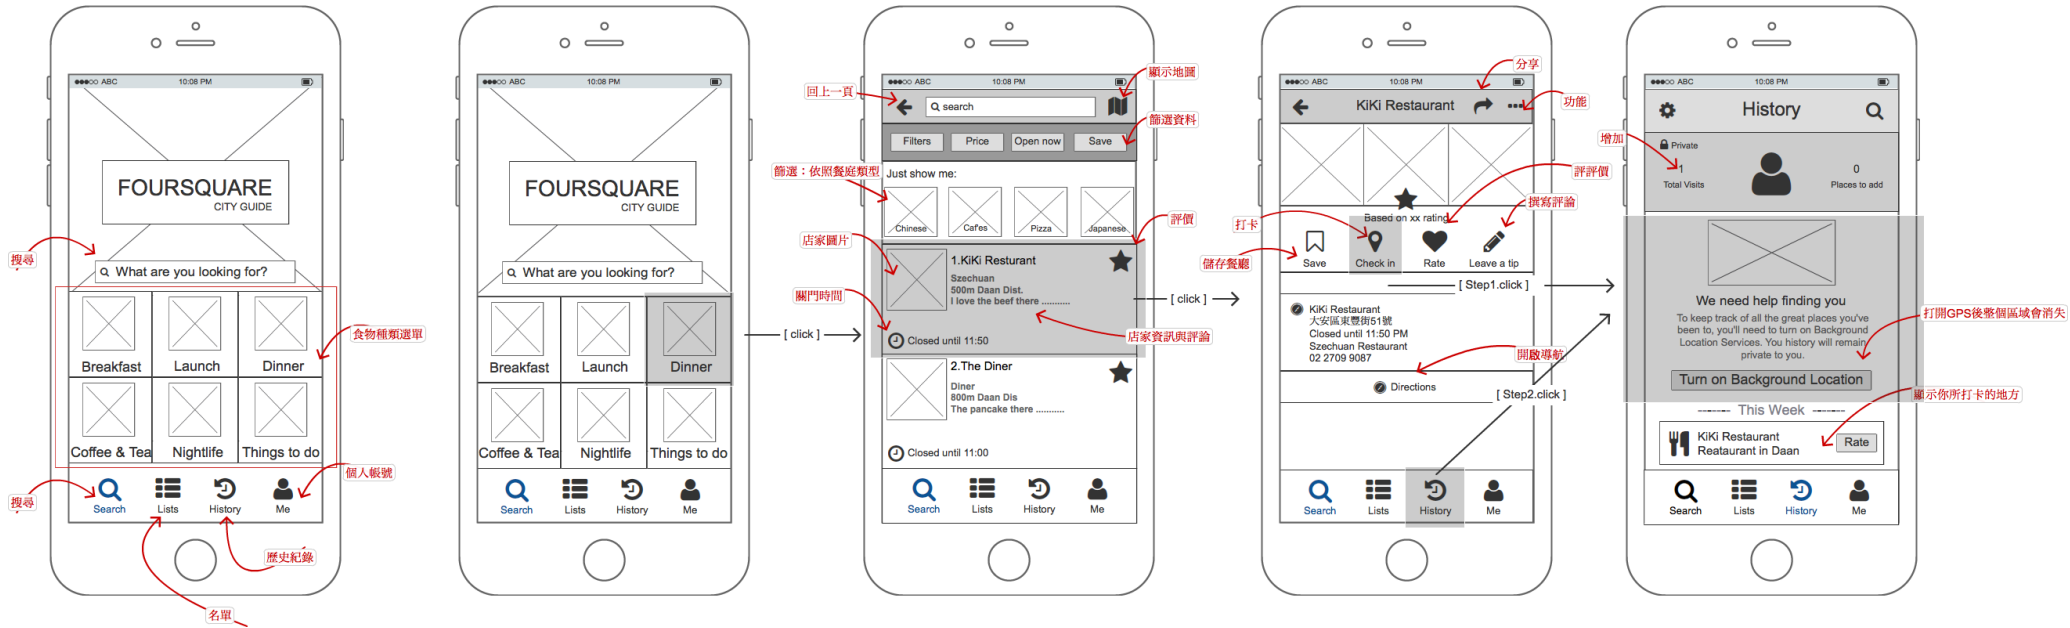 ABC 10:08 PM
FOURSQUARE
CITY GUIDE
搜尋
What are you looking for?
食物種類選單
Breakfast Launch Dinner
Coffee & Tea Nightlife Things to do
個人帳號
搜尋
Search Lists History Me
歷史紀錄
名單
ABC 10:08 PM
FOURSQUARE
CITY GUIDE
What are you looking for?
Breakfast Launch Dinner
Coffee & Tea Nightlife Things to do
Search Lists History Me
[ click ]
ABC 10:08 PM
顯示地圖
回上一頁
search
篩選資料
Filters Price Open now Save
篩選：依照餐庭類型
Just show me:
Chinese Caf'es Pizza Japanese
評價
店家圖片
1.KiKi Resturant
Szechuan
500m Daan Dist.
I love the beef there ...........
關門時間
店家資訊與評論
Closed until 11:50
2.The Diner
Diner
800m Daan Dis
The pancake there ...........
Closed until 11:00
Search Lists History Me
[ click ]
ABC 10:08 PM
分享
KiKi Restaurant
功能
評評價
Based on xx rating
撰寫評論
打卡
儲存餐廳
Save Check in Rate Leave a tip
[ Step1.click ]
KiKi Restaurant
大安區東豐街51號
Closed until 11:50 PM
Szechuan Restaurant
02 2709 9087
開啟導航
Directions
[ Step2.click ]
Search Lists History Me
ABC 10:08 PM
History
增加
Private
1 0
Total Visits Places to add
We need help finding you
To keep track of all the great places you've
been to, you'll need to turn on Background
Location Services. You history will remain
private to you.
打開GPS後整個區域會消失
Turn on Background Location
顯示你所打卡的地方
This Week
KiKi Restaurant
Reataurant in Daan
Rate
Search Lists History Me